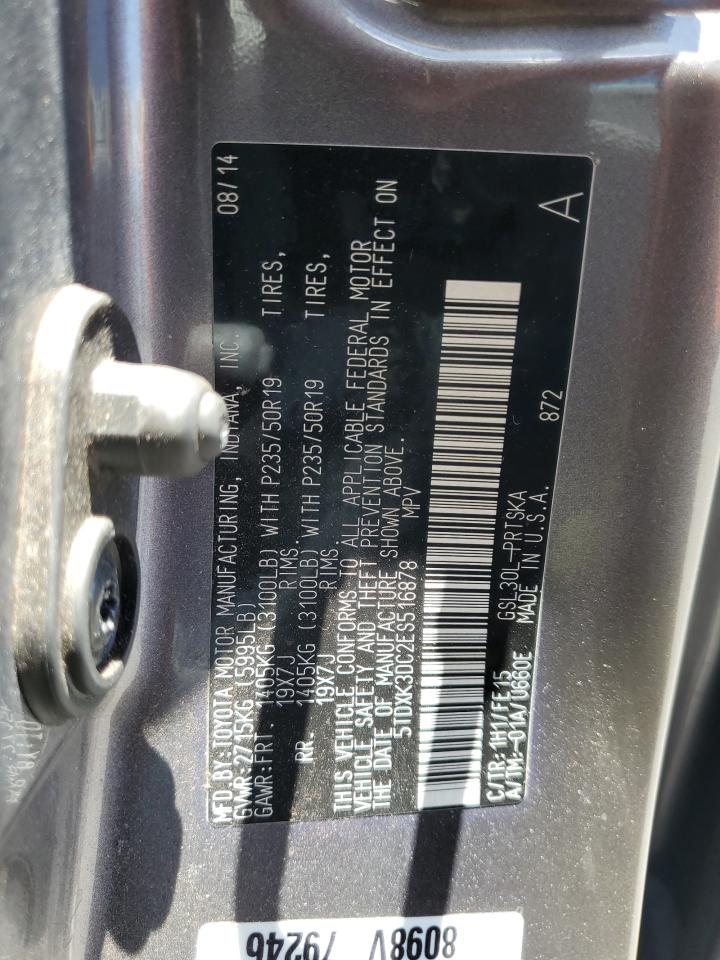 MFD.BY:TOYOTA MOTOR MANUFACTURING, INDIANA, INC. 08/14
GVWR:2715KG( 5995LB)
GAWR:FRT. 1405KG (3100LB) WITH P235/50R19 TIRES,
19X7J RIMS.
RR. 1405KG (3100LB) WITH P235/50R19 TIRES,
19X7J RIMS.
THIS VEHICLE CONFORMS TO ALL APPLICABLE FEDERAL MOTOR
VEHICLE SAFETY AND THEFT PREVENTION STANDARDS IN EFFECT ON
THE DATE OF MANUFACTURE SHOWN ABOVE.
5TDXK3DC2ES516878 MPV
C/TR: 1H1/FE15 GSL30L-PRTSKA 872 A
A/TM:-01A/U660E MADE IN U.S.A.
8098V
79246